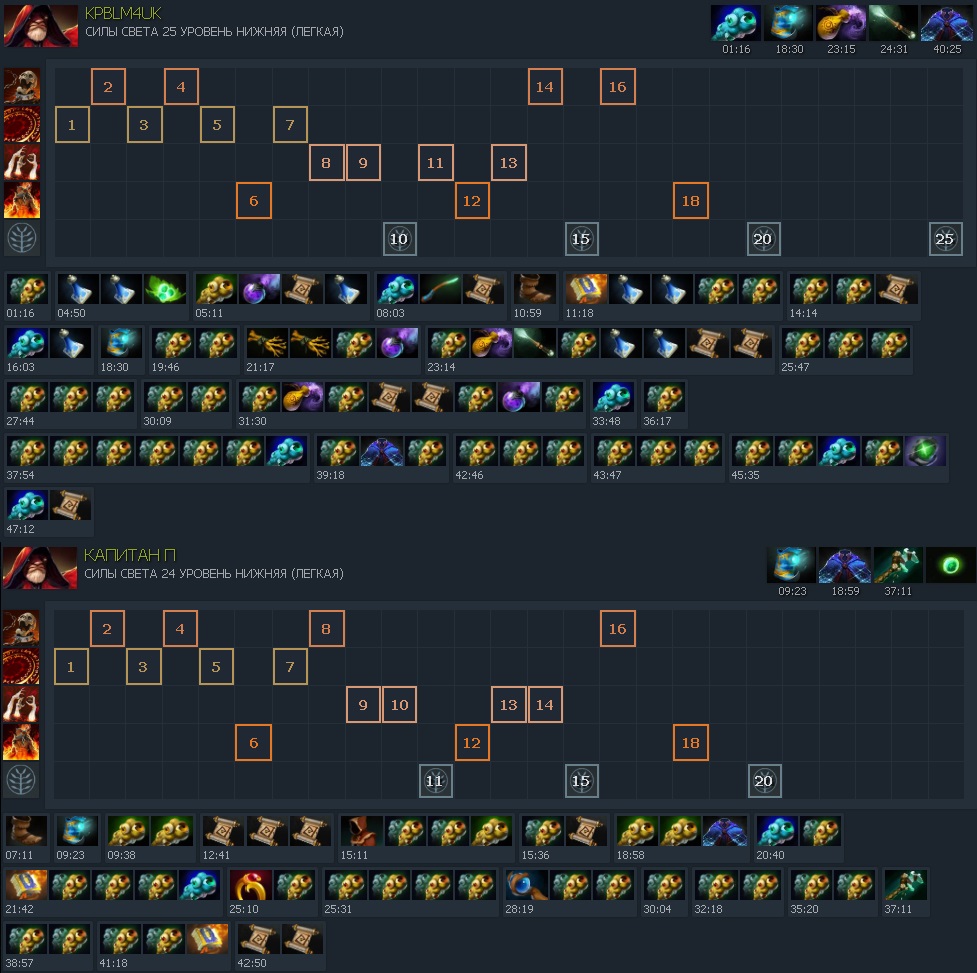 KPBLM4UK
СИЛЫ СВЕТА 25 УРОВЕНЬ НИЖНЯЯ (ЛЕГКАЯ)
01:16 18:30 23:15 24:31 40:25
2 4 14 16
1 3 5 7
8 9 11 13
6 12 18
10 15 20 25
01:16 04:50 05:11 08:03 10:59 11:18 14:14
16:03 18:30 19:46 21:17 23:14 25:47
27:44 30:09 31:30 33:48 36:17
37:54 39:18 42:46 43:47 45:35
47:12
КАПИТАН П
СИЛЫ СВЕТА 24 УРОВЕНЬ НИЖНЯЯ (ЛЕГКАЯ)
09:23 18:59 37:11
2 4 8 16
1 3 5 7
9 10 13 14
6 12 18
11 15 20
07:11 09:23 09:38 12:41 15:11 15:36 18:58 20:40
21:42 25:10 25:31 28:19 30:04 32:18 35:20 37:11
38:57 41:18 42:50